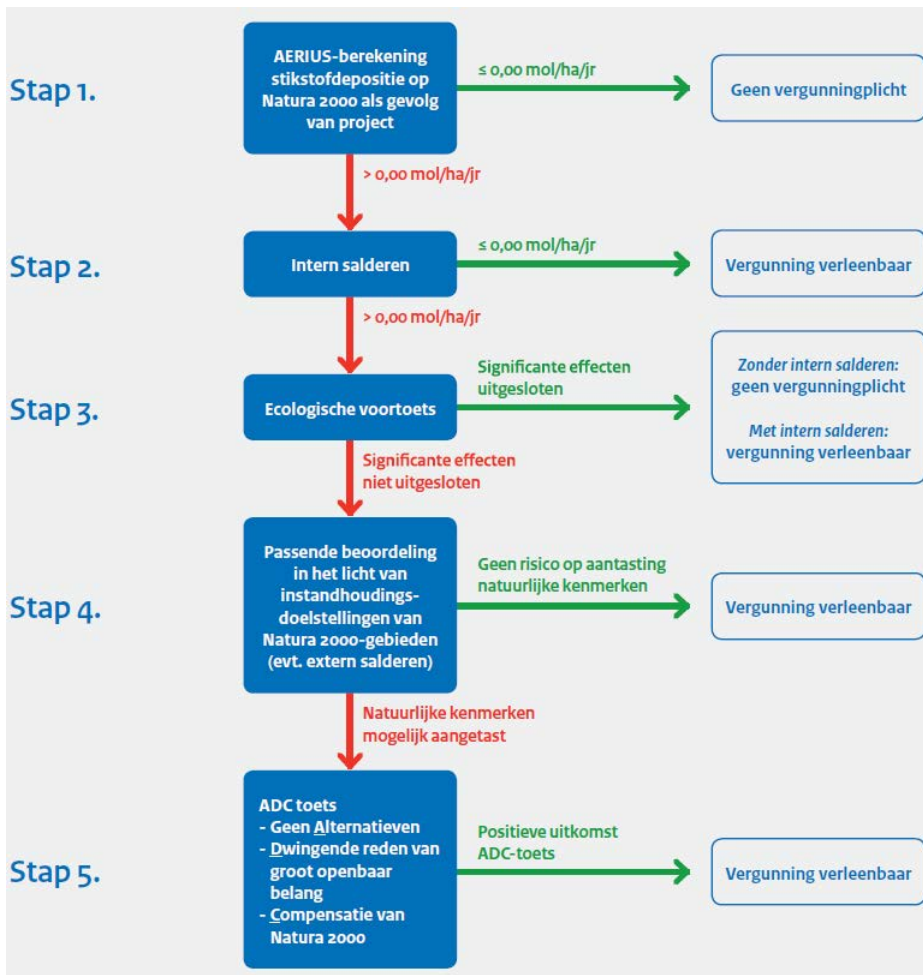 Stap 1.
AERIUS-berekening
stikstofdepositie op
Natura 2000 als gevolg
van project
≤ 0,00 mol/ha/jr
Geen vergunningplicht
> 0,00 mol/ha/jr
Stap 2.
Intern salderen
≤ 0,00 mol/ha/jr
Vergunning verleenbaar
> 0,00 mol/ha/jr
Stap 3.
Ecologische voortoets
Significante effecten
uitgesloten
Zonder intern salderen:
geen vergunningplicht
Met intern salderen:
vergunning verleenbaar
Significante effecten
niet uitgesloten
Stap 4.
Passende beoordeling
in het licht van
instandhoudings-
doelstellingen van
Natura 2000-gebieden
(evt. extern salderen)
Geen risico op aantasting
natuurlijke kenmerken
Vergunning verleenbaar
Natuurlijke kenmerken
mogelijk aangetast
Stap 5.
ADC toets
- Geen Alternatieven
- Dwingende reden van
groot openbaar
belang
- Compensatie van
Natura 2000
Positieve uitkomst
ADC-toets
Vergunning verleenbaar